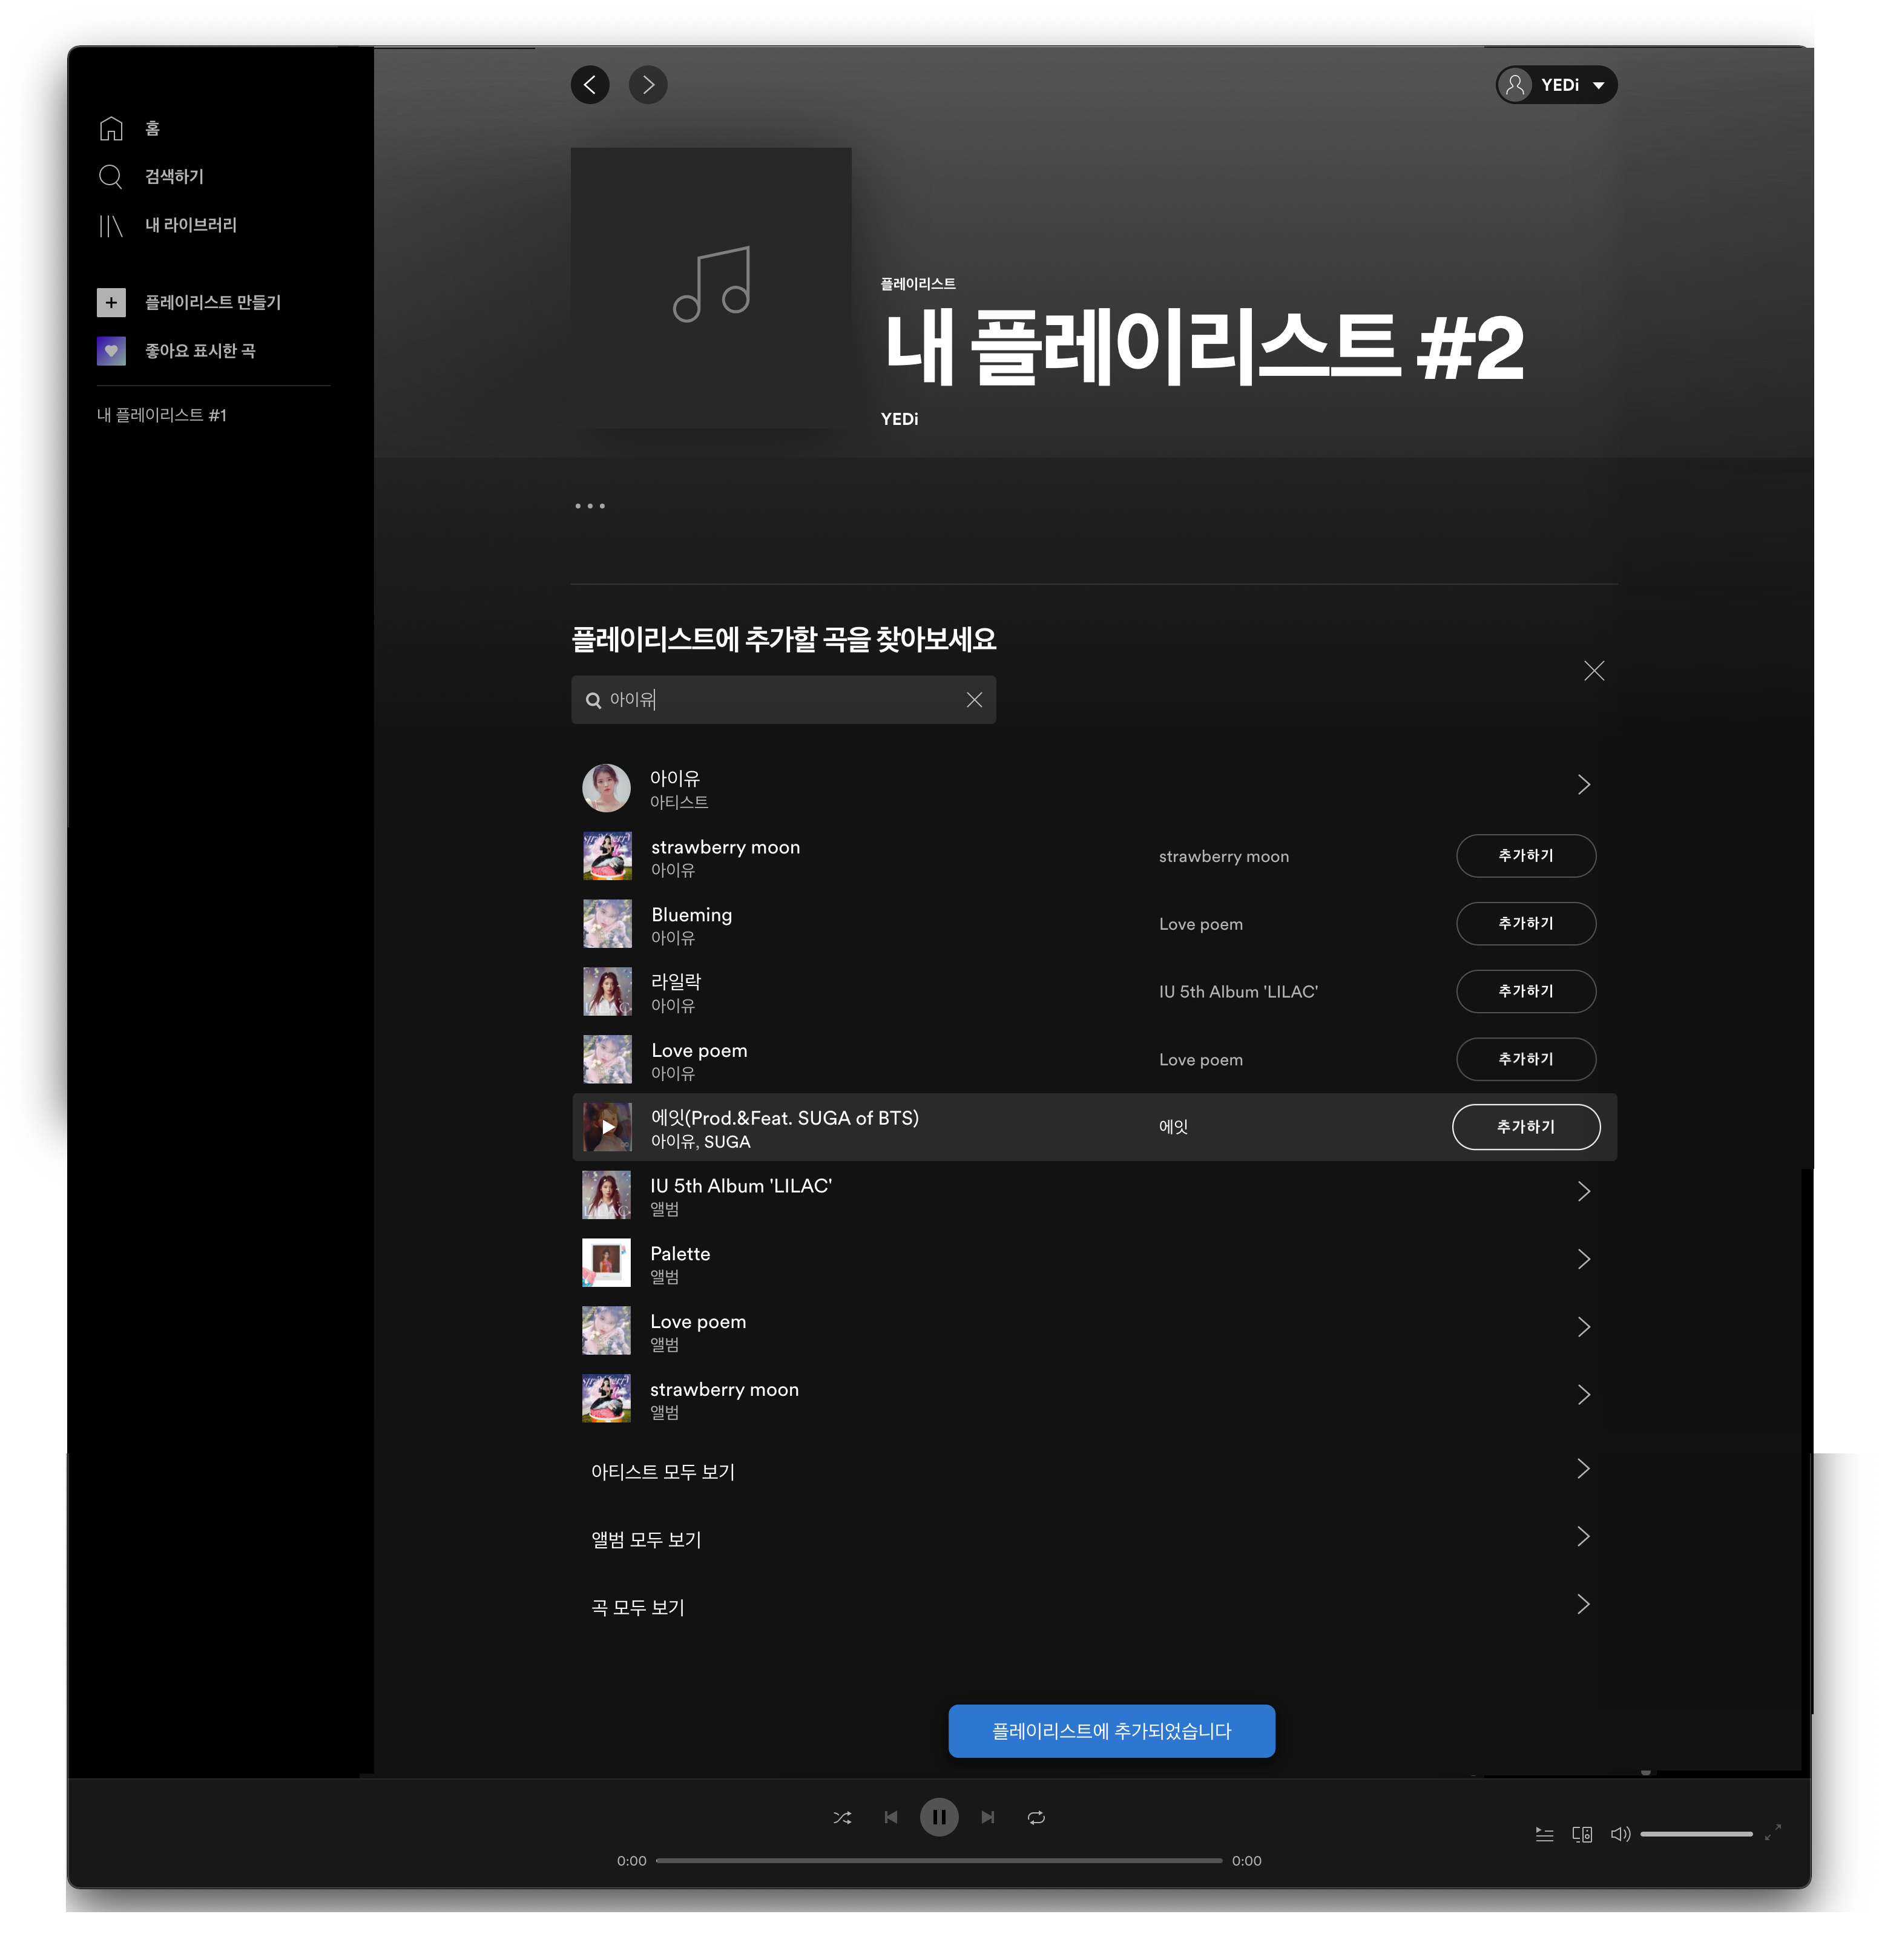 홈
검색하기
내 라이브러리
플레이리스트 만들기
좋아요 표시한 곡
내 플레이리스트 #1
YEDi
플레이리스트
내 플레이리스트 #2
YEDi
플레이리스트에 추가할 곡을 찾아보세요
아이유
아이유
아티스트
strawberry moon
아이유
strawberry moon
추가하기
Blueming
아이유
Love poem
추가하기
라일락
아이유
IU 5th Album 'LILAC'
추가하기
Love poem
아이유
Love poem
추가하기
에잇(Prod.&Feat. SUGA of BTS)
아이유, SUGA
에잇
추가하기
IU 5th Album 'LILAC'
앨범
Palette
앨범
Love poem
앨범
strawberry moon
앨범
아티스트 모두 보기
앨범 모두 보기
곡 모두 보기
플레이리스트에 추가되었습니다
0:00
0:00